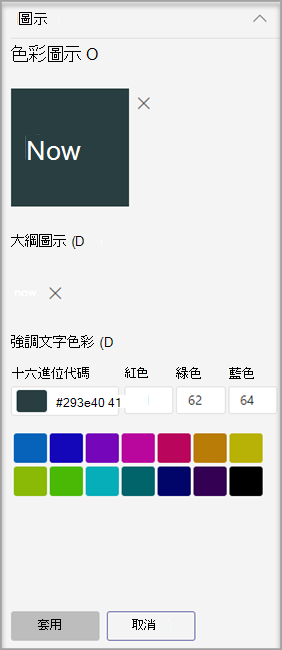 圖示
色彩圖示 O
Now
大綱圖示 (D
now
強調文字色彩 (D
十六進位代碼 紅色 綠色 藍色
#293e40 41 62 64
套用 取消